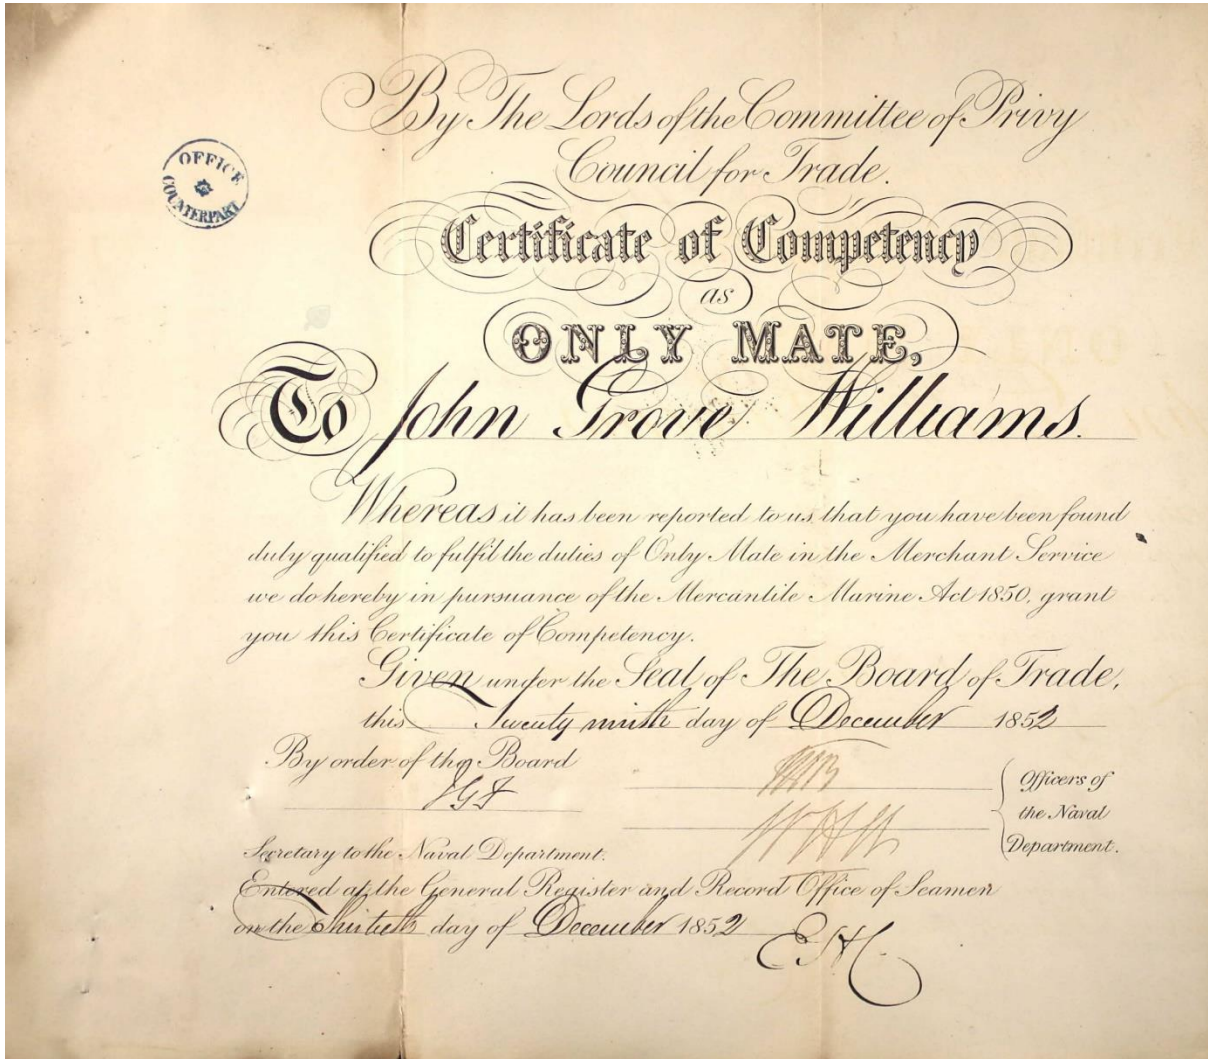 By The Lords of the Committee of Privy
Council for Trade.
OFFICE COUNTERPART
Certificate of Competency
as
ONLY MATE,
To John Grove Williams.
Whereas it has been reported to us that you have been found
duly qualified to fulfil the duties of Only Mate in the Merchant Service
we do hereby in pursuance of the Mercantile Marine Act 1850, grant
you this Certificate of Competency.
Given under the Seal of The Board of Trade,
this Twenty ninth day of December 1852
By order of the Board
Officers of
the Naval
Department.
Secretary to the Naval Department.
Entered at the General Register and Record Office of Seamen
on the Thirtieth day of December 1852